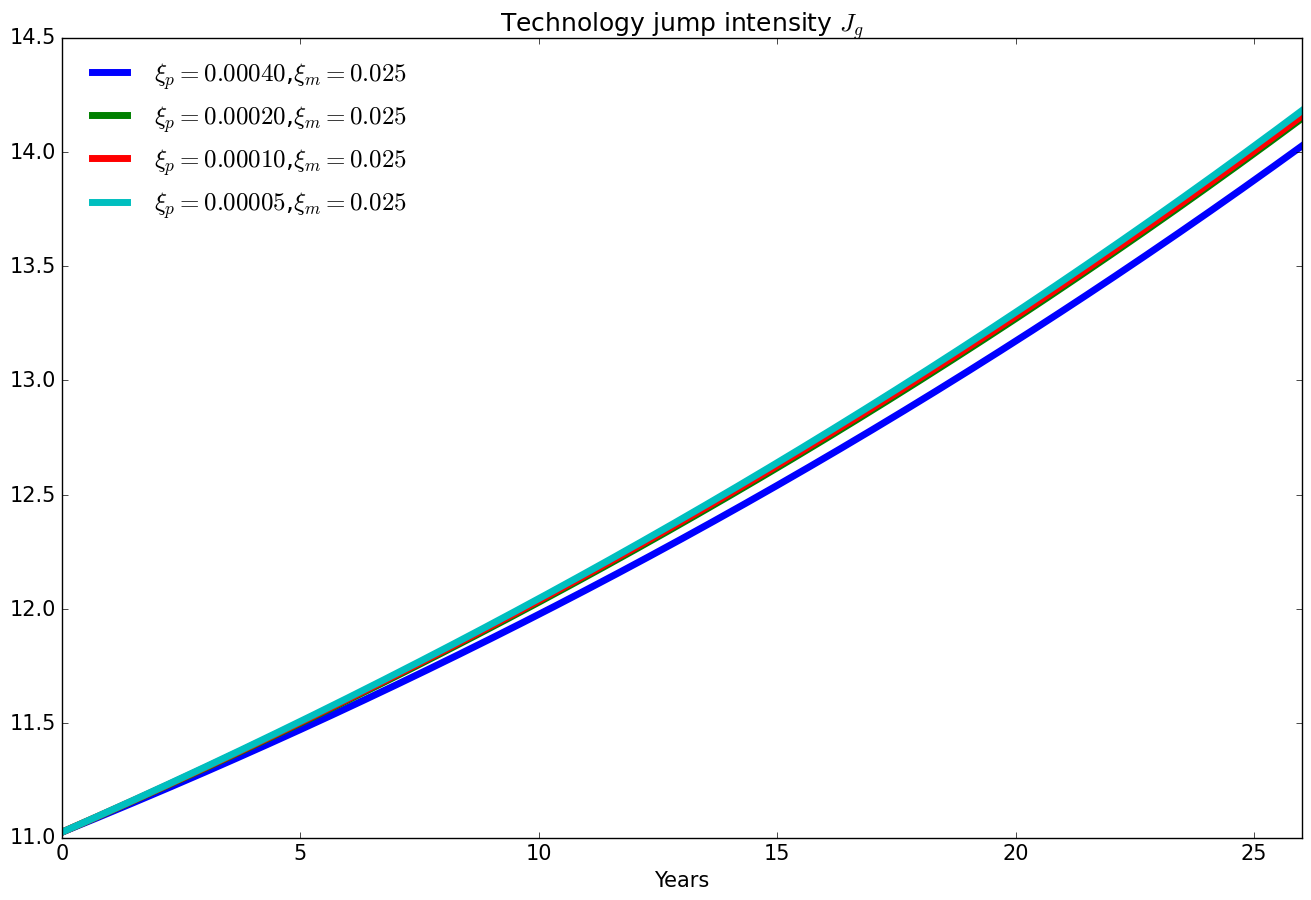 Technology jump intensity J_g
14.5
ξ_p = 0.00040,ξ_m = 0.025
ξ_p = 0.00020,ξ_m = 0.025
14.0
ξ_p = 0.00010,ξ_m = 0.025
ξ_p = 0.00005,ξ_m = 0.025
13.5
13.0
12.5
12.0
11.5
11.0
0 5 10 15 20 25
Years